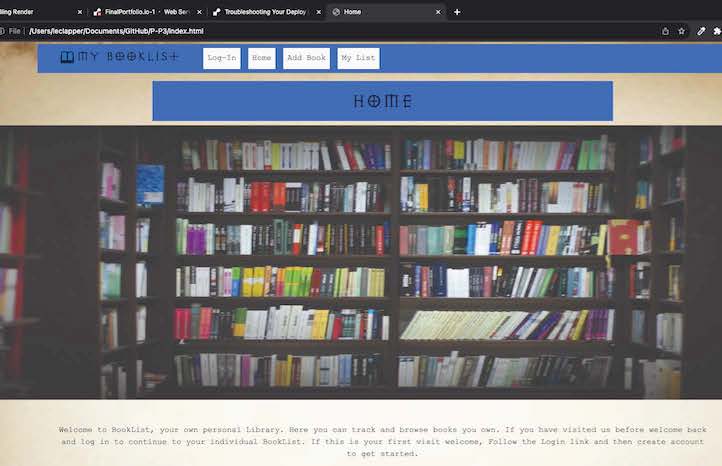 ling Render
FinalPortfolio.io-1 - Web Serv
Troubleshooting Your Deploy
Home
File /Users/leclapper/Documents/GitHub/P-P3/index.html
MY BOOKLIST Log-In Home Add Book My List
HOME
Welcome to BookList, your own personal Library. Here you can track and browse books you own. If you have visited us before welcome back
and log in to continue to your individual BookList. If this is your first visit welcome, Follow the Login link and then create account
to get started.